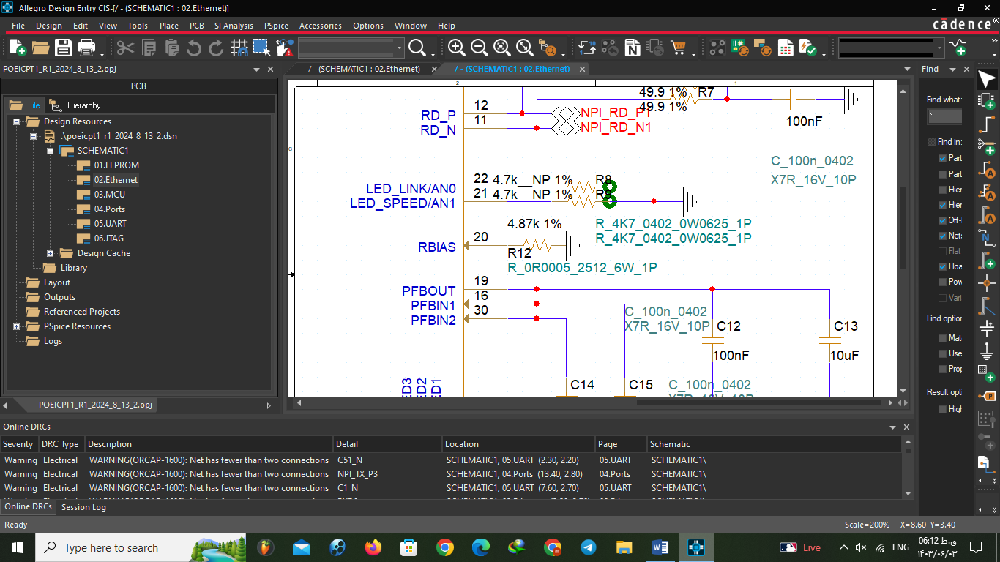 Allegro Design Entry CIS-[/ - (SCHEMATIC1 : 02.Ethernet)]
File Design Edit View Tools Place PCB SI Analysis PSpice Accessories Options Window Help
cādence®
POEICPT1_R1_2024_8_13_2.opj
/ - (SCHEMATIC1 : 02.Ethernet)
/ - (SCHEMATIC1 : 02.Ethernet)
Find
PCB
File
Hierarchy
Design Resources
.\poeicpt1_r1_2024_8_13_2.dsn
SCHEMATIC1
01.EEPROM
02.Ethernet
03.MCU
04.Ports
05.UART
06.JTAG
Design Cache
Library
Layout
Outputs
Referenced Projects
PSpice Resources
Logs
POEICPT1_R1_2024_8_13_2.opj
2
1
C
49.9 1% R7
49.9 1%
RD_P 12
RD_N 11
NPI_RD_P1
NPI_RD_N1
100nF
C_100n_0402
X7R_16V_10P
LED_LINK/AN0 22 4.7k NP 1% R8
LED_SPEED/AN1 21 4.7k NP 1% R9
R_4K7_0402_0W0625_1P
R_4K7_0402_0W0625_1P
4.87k 1%
RBIAS 20
R12
R_0R0005_2512_6W_1P
PFBOUT 19
PFBIN1 16
PFBIN2 30
C_100n_0402
X7R_16V_10P
C12
100nF
C13
10uF
C14
C15
C_100n_0402
X7R_16V_10P
ED3
ED2
ED1
Find what:
*
Find in:
Part
Part
Hier
Hier
Off-
Nets
Flat
Floa
Pow
Vari
Find option
Mat
Use
Prop
Result opt
High
Online DRCs
Severity DRC Type Description Detail Location Page Schematic
Warning Electrical WARNING(ORCAP-1600): Net has fewer than two connections C51_N SCHEMATIC1, 05.UART (2.30, 2.20) 05.UART SCHEMATIC1\
Warning Electrical WARNING(ORCAP-1600): Net has fewer than two connections NPI_TX_P3 SCHEMATIC1, 04.Ports (13.40, 2.80) 04.Ports SCHEMATIC1\
Warning Electrical WARNING(ORCAP-1600): Net has fewer than two connections C1_N SCHEMATIC1, 05.UART (7.60, 2.70) 05.UART SCHEMATIC1\
Online DRCs
Session Log
Ready
Scale=200% X=8.60 Y=3.40
Type here to search
Live
ENG
06:12 ق.ظ
۱۴۰۳/۰۶/۰۳